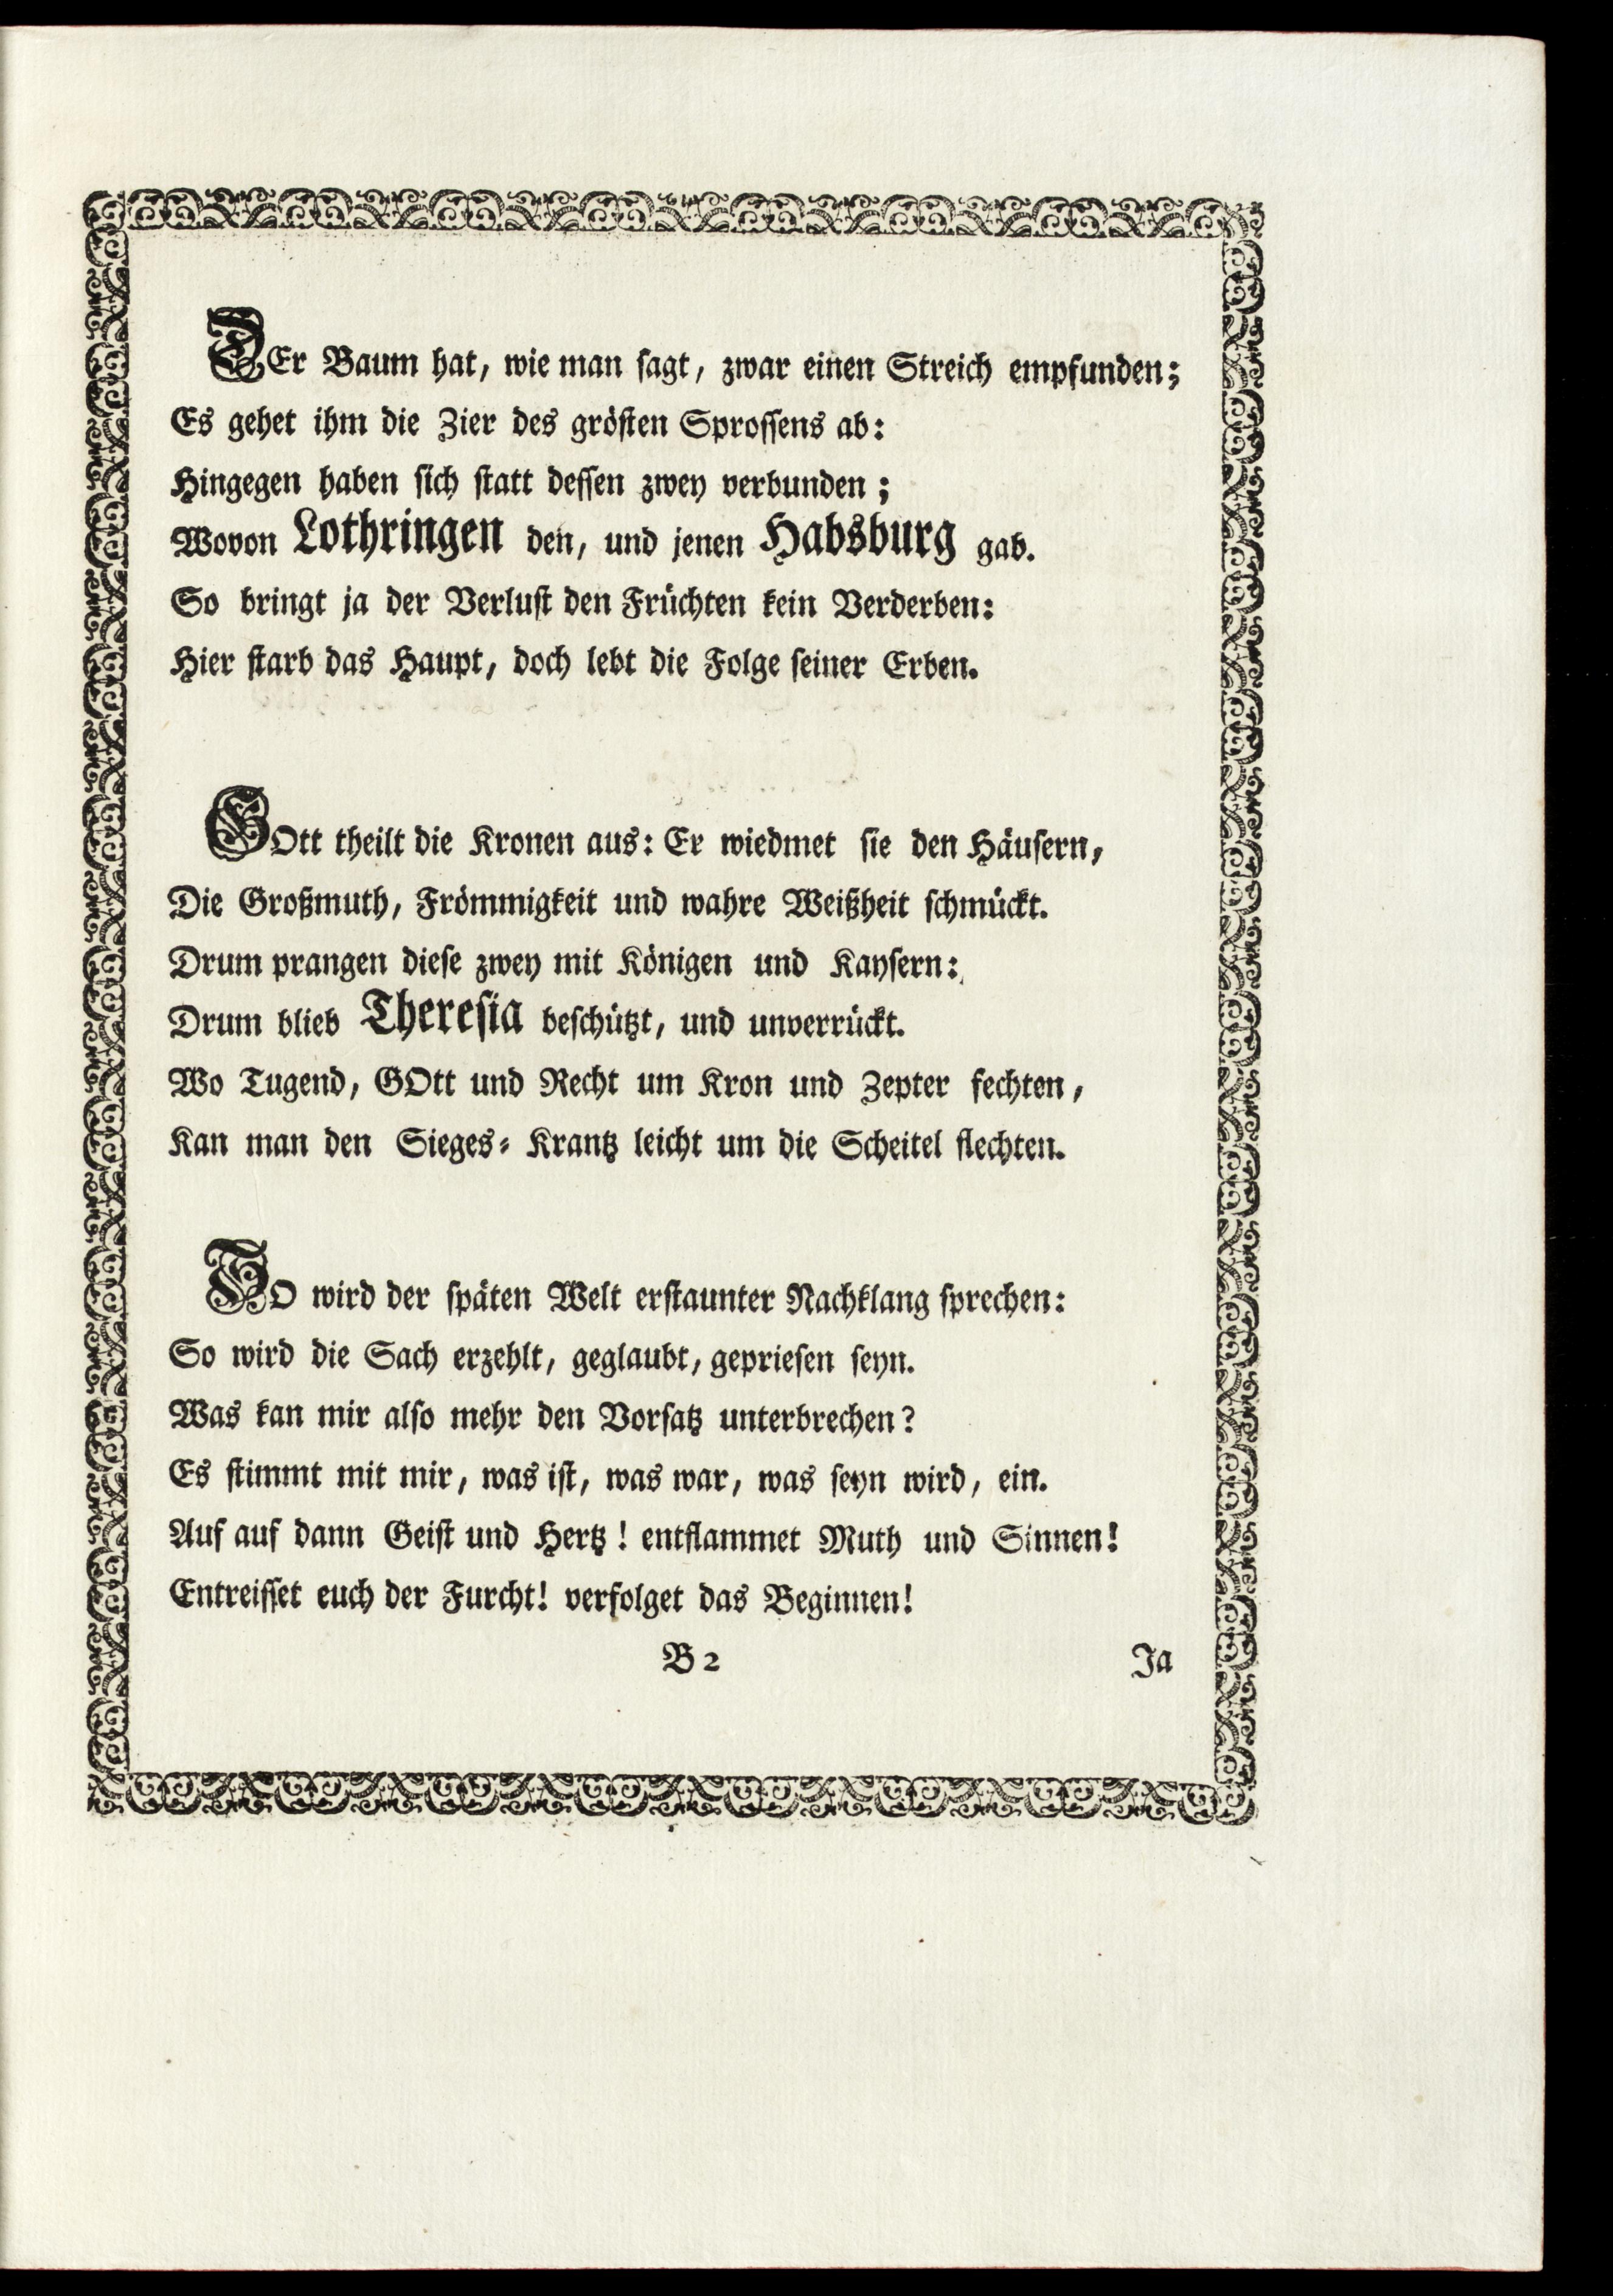 DEr Baum hat, wie man sagt, zwar einen Streich empfunden;
Es gehet ihm die Zier des grösten Sprossens ab:
Hingegen haben sich statt dessen zwey verbunden;
Wovon Lothringen den, und jenen Habsburg gab.
So bringt ja der Verlust den Früchten kein Verderben:
Hier starb das Haupt, doch lebt die Folge seiner Erben.
GOtt theilt die Kronen aus: Er wiedmet sie den Häusern,
Die Großmuth, Frömmigkeit und wahre Weißheit schmückt.
Drum prangen diese zwey mit Königen und Kaysern:
Drum blieb Theresia beschützt, und unverrückt.
Wo Tugend, GOtt und Recht um Kron und Zepter fechten,
Kan man den Sieges-Krantz leicht um die Scheitel flechten.
SO wird der späten Welt erstaunter Nachklang sprechen:
So wird die Sach erzehlt, geglaubt, gepriesen seyn.
Was kan mir also mehr den Vorsatz unterbrechen?
Es stimmt mit mir, was ist, was war, was seyn wird, ein.
Auf auf dann Geist und Hertz! entflammet Muth und Sinnen!
Entreisset euch der Furcht! verfolget das Beginnen!
B 2
Ja